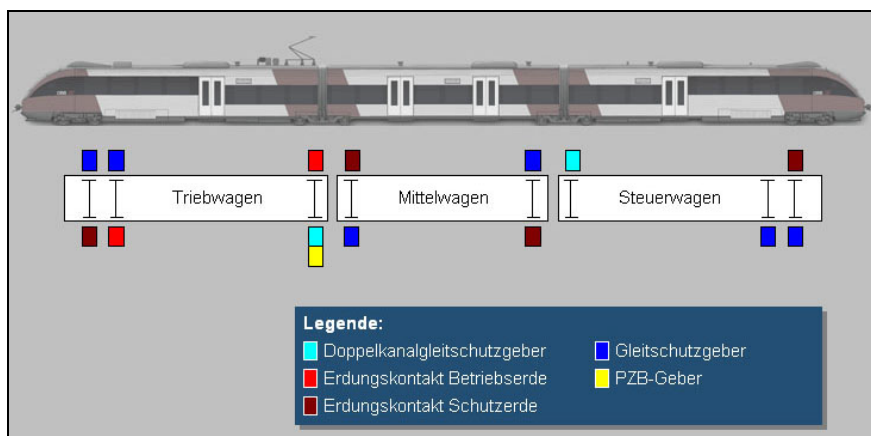 Triebwagen Mittelwagen Steuerwagen
Legende:
Doppelkanalgleitschutzgeber Gleitschutzgeber
Erdungskontakt Betriebserde PZB-Geber
Erdungskontakt Schutzerde